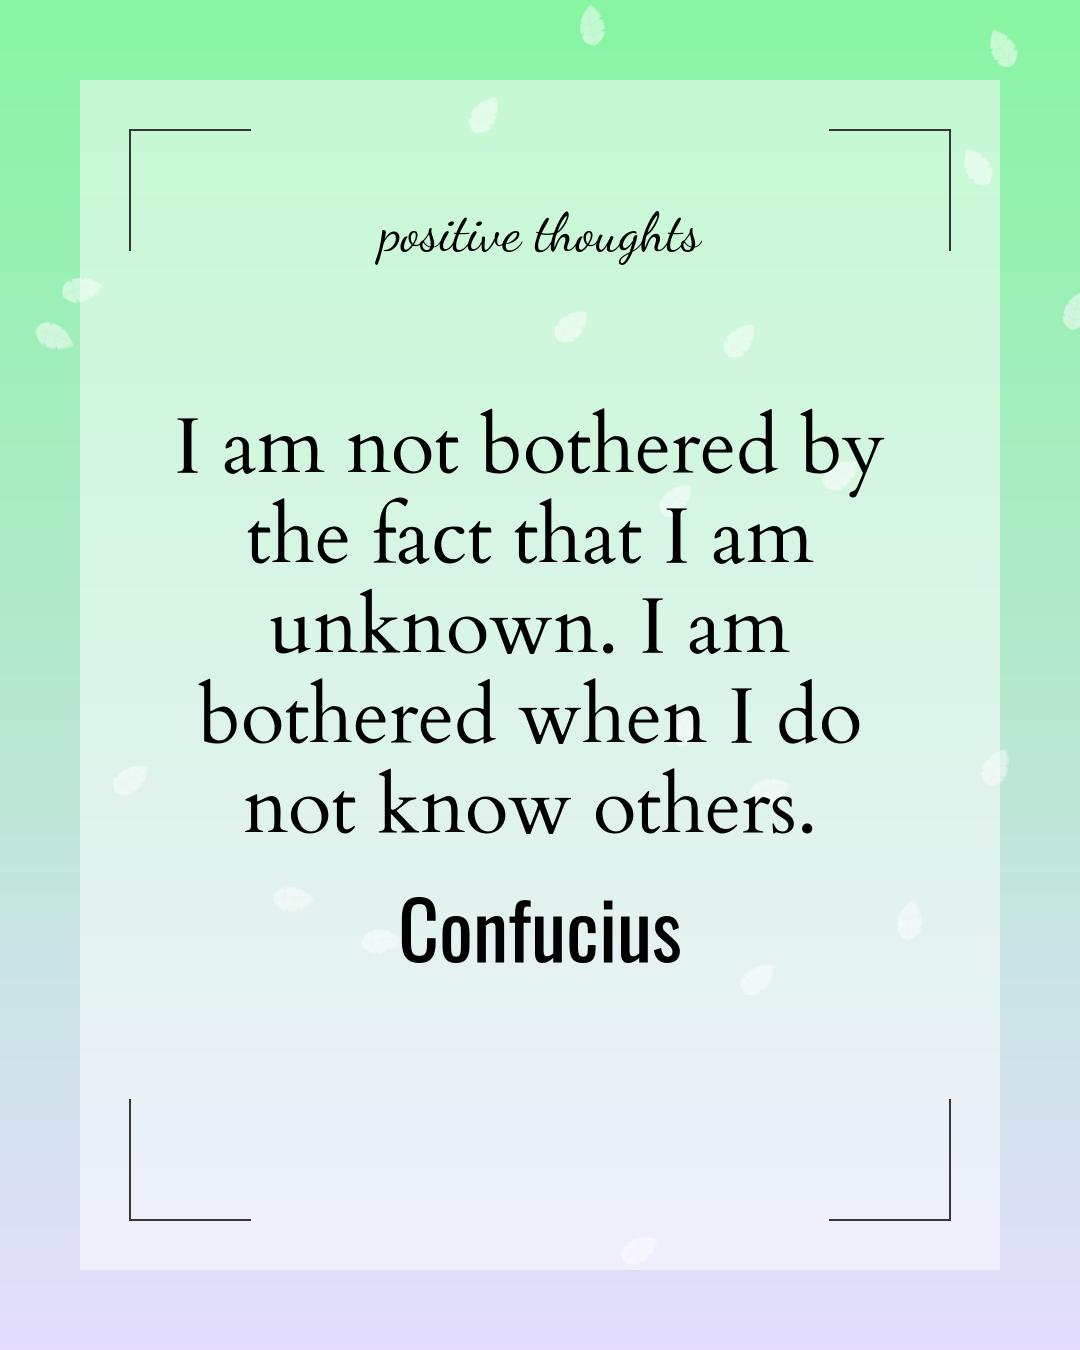 positive thoughts
I am not bothered by
the fact that I am
unknown. I am
bothered when I do
not know others.
Confucius